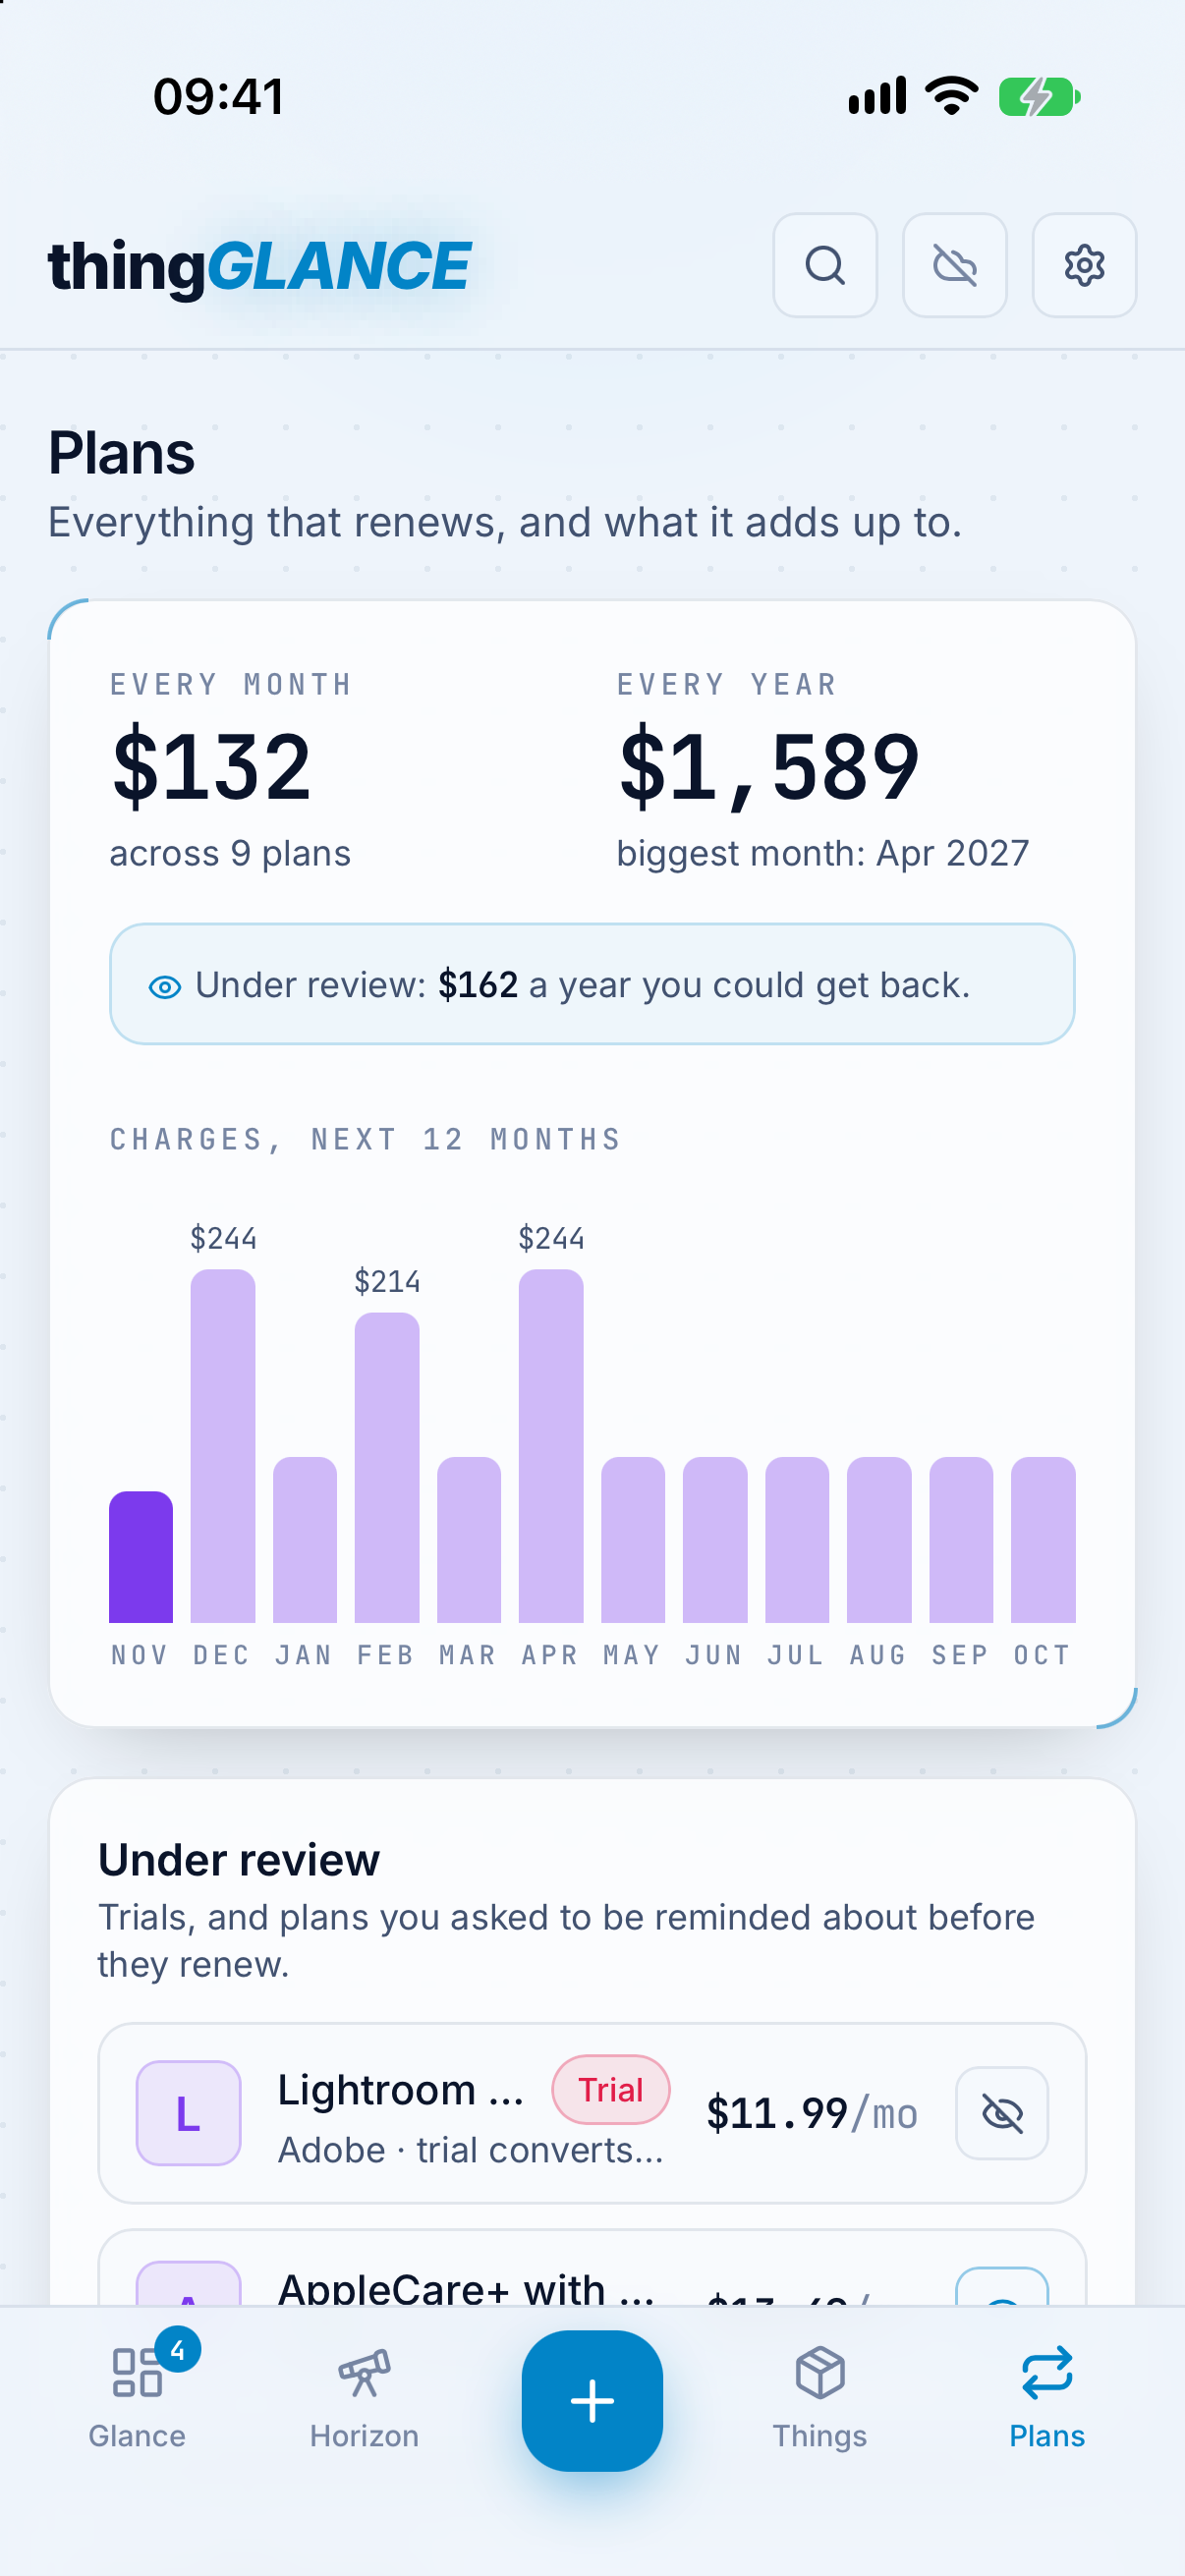 09:41
thingGLANCE
Plans
Everything that renews, and what it adds up to.
EVERY MONTH
$132
across 9 plans
EVERY YEAR
$1,589
biggest month: Apr 2027
Under review: $162 a year you could get back.
CHARGES, NEXT 12 MONTHS
$244
$214
$244
NOV DEC JAN FEB MAR APR MAY JUN JUL AUG SEP OCT
Under review
Trials, and plans you asked to be reminded about before
they renew.
L
Lightroom ...
Trial
Adobe · trial converts...
$11.99/mo
AppleCare+ with ...
4
Glance
Horizon
Things
Plans